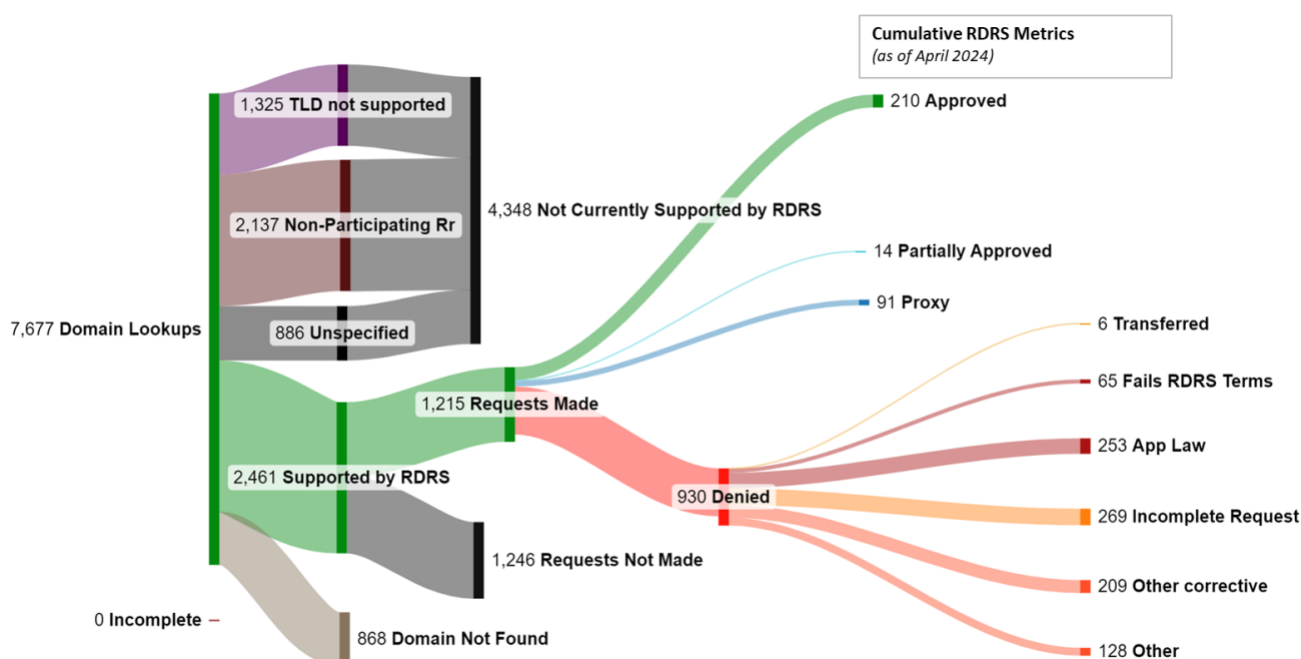 Cumulative RDRS Metrics
(as of April 2024)
210 Approved
1,325 TLD not supported
4,348 Not Currently Supported by RDRS
2,137 Non-Participating Rr
14 Partially Approved
91 Proxy
7,677 Domain Lookups
886 Unspecified
6 Transferred
65 Fails RDRS Terms
1,215 Requests Made
253 App Law
2,461 Supported by RDRS
930 Denied
269 Incomplete Request
1,246 Requests Not Made
209 Other corrective
0 Incomplete
868 Domain Not Found
128 Other